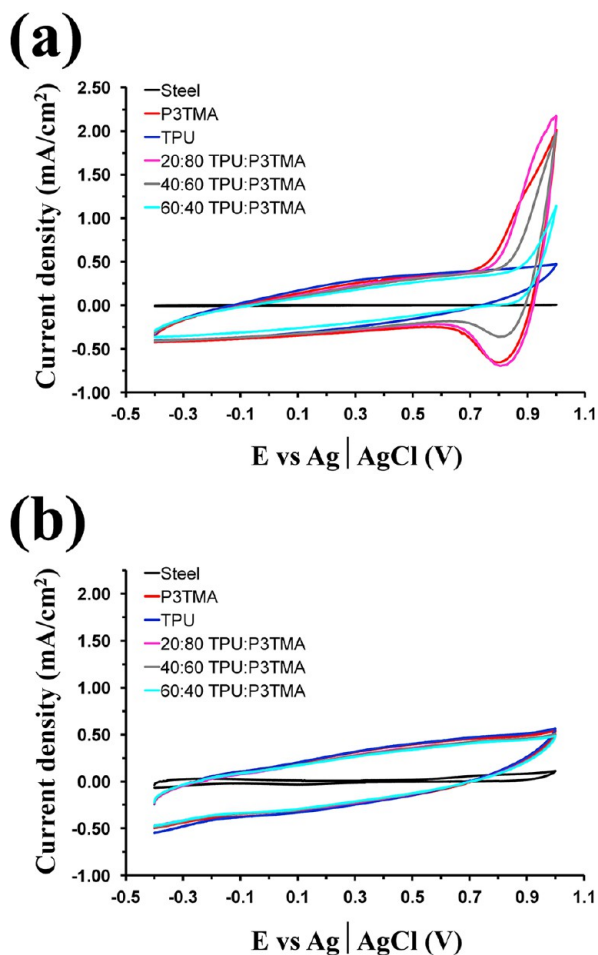 (a)
Current density (mA/cm²)
2.50
2.00
1.50
1.00
0.50
0.00
-0.50
-1.00
Steel
P3TMA
TPU
20:80 TPU:P3TMA
40:60 TPU:P3TMA
60:40 TPU:P3TMA
-0.5 -0.3 -0.1 0.1 0.3 0.5 0.7 0.9 1.1
E vs Ag|AgCl (V)
(b)
Current density (mA/cm²)
2.00
1.50
1.00
0.50
0.00
-0.50
-1.00
Steel
P3TMA
TPU
20:80 TPU:P3TMA
40:60 TPU:P3TMA
60:40 TPU:P3TMA
-0.5 -0.3 -0.1 0.1 0.3 0.5 0.7 0.9 1.1
E vs Ag|AgCl (V)